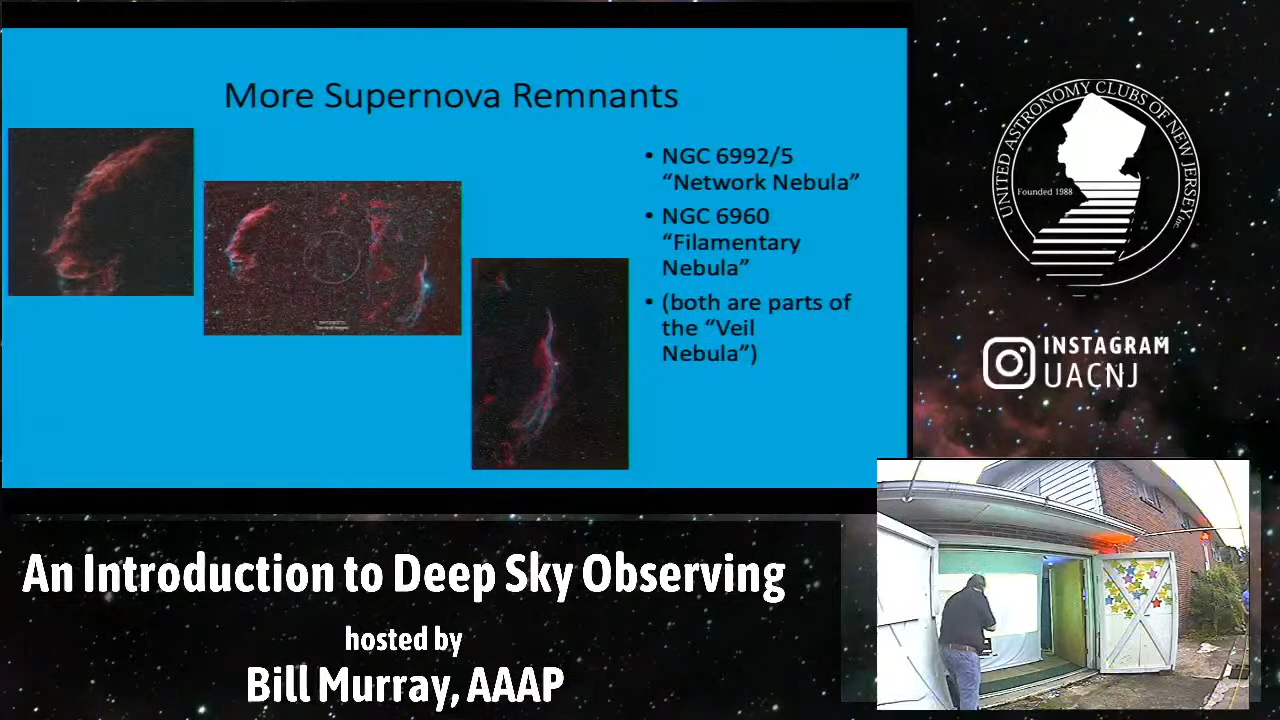 More Supernova Remnants
• NGC 6992/5
“Network Nebula”
• NGC 6960
“Filamentary
Nebula”
• (both are parts of
the “Veil
Nebula”)
UNITED ASTRONOMY CLUBS OF NEW JERSEY Inc.
Founded 1988
INSTAGRAM
UACNJ
An Introduction to Deep Sky Observing
hosted by
Bill Murray, AAAP